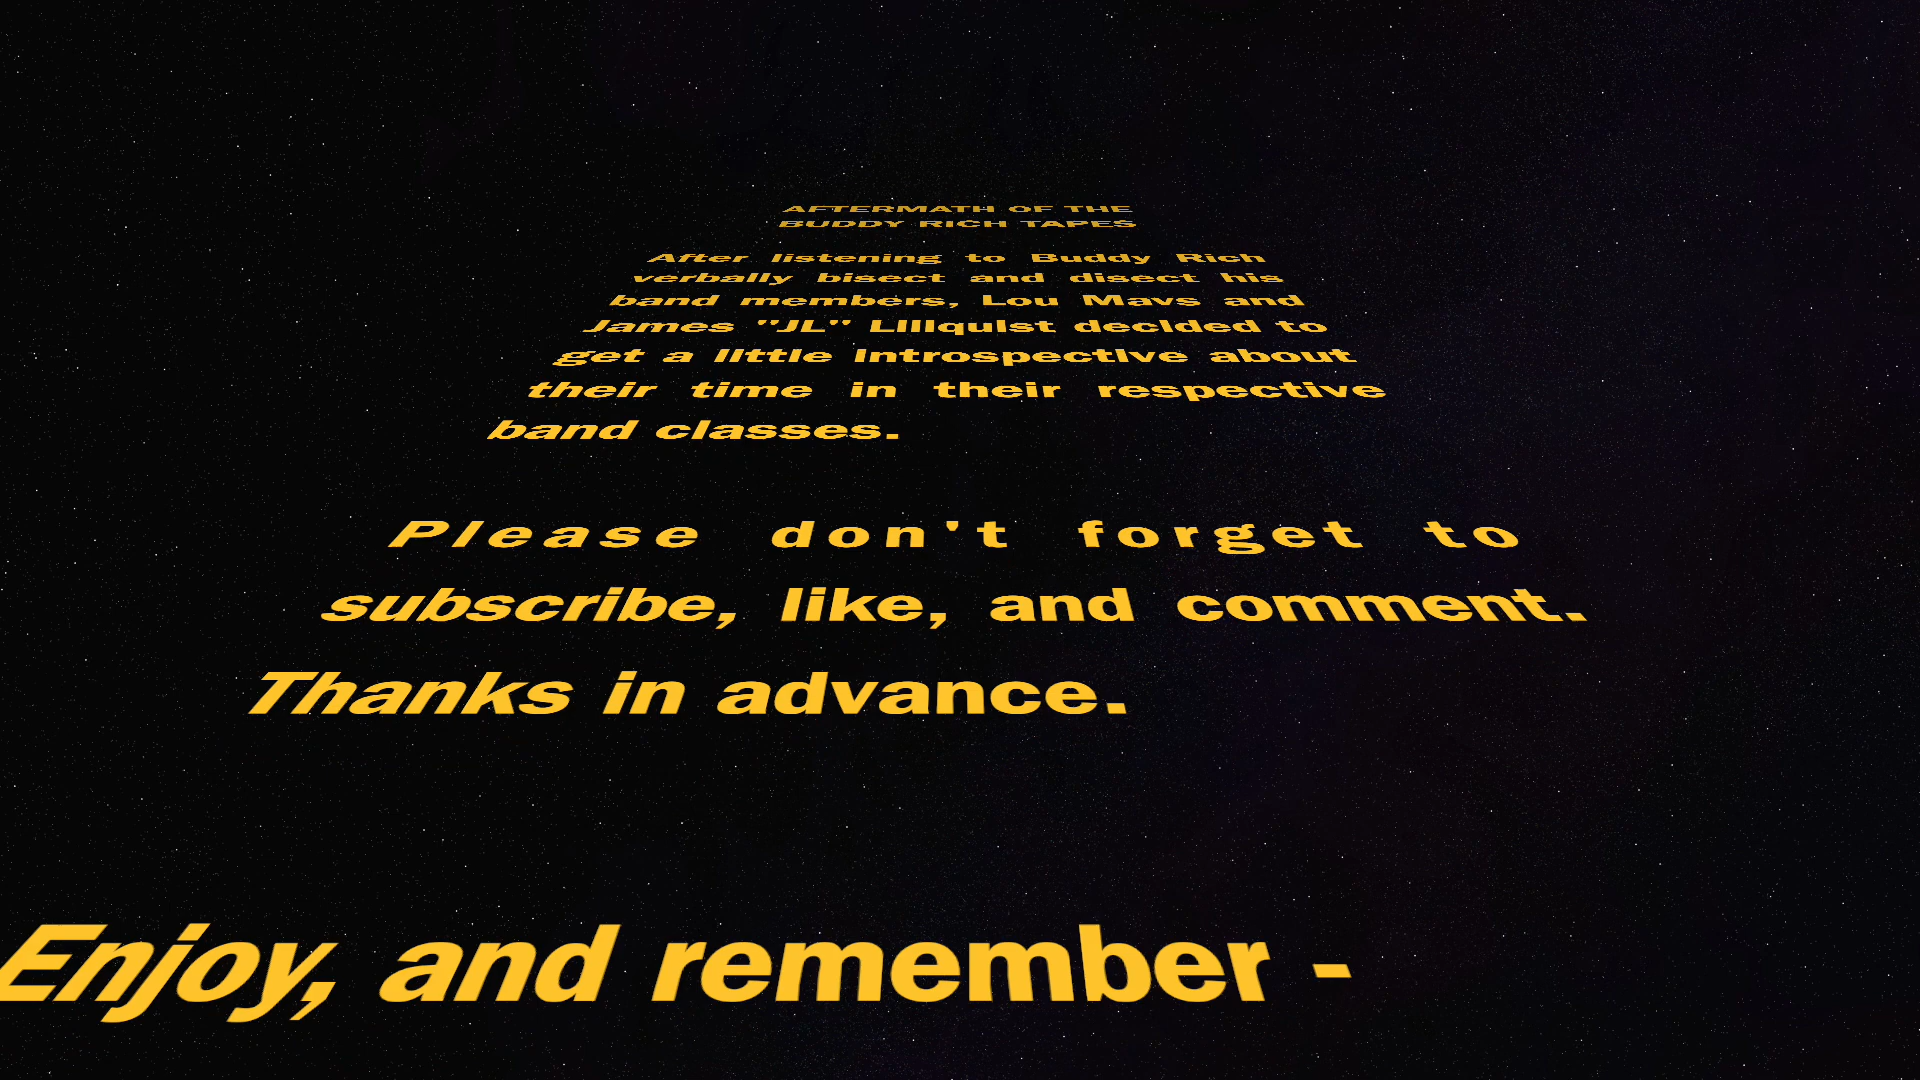 AFTERMATH OF THE
BUDDY RICH TAPES
After listening to Buddy Rich
verbally bisect and disect his
band members, Lou Mavs and
James "JL" Lillquist decided to
get a little introspective about
their time in their respective
band classes.
Please don't forget to
subscribe, like, and comment.
Thanks in advance.
Enjoy, and remember -